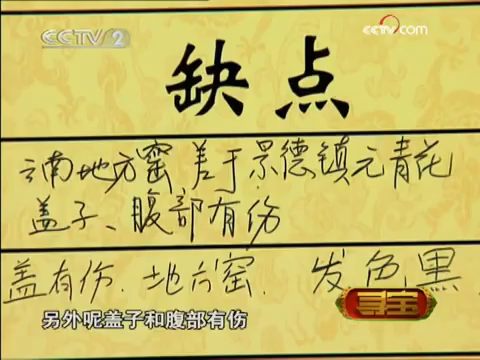 CCTV 2
cctv.com
缺点
云南地方窑,差于景德镇元青花
盖子、腹部有伤
盖有伤.地方窑. 发色黑.
寻宝
另外呢盖子和腹部有伤